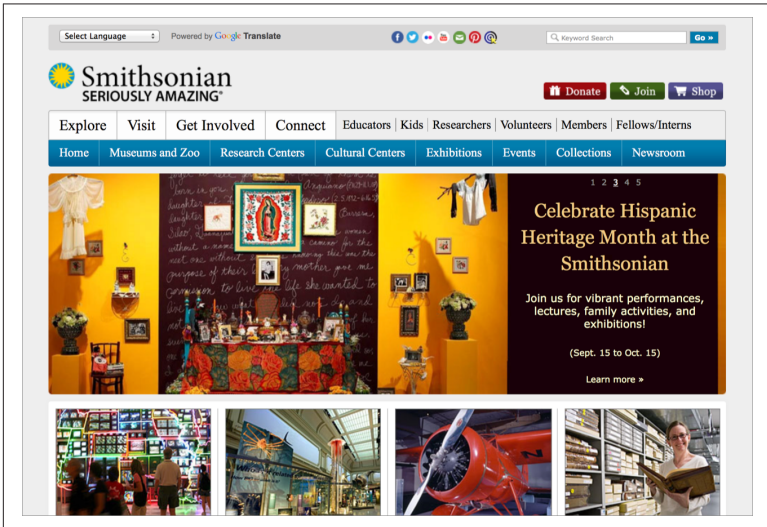 Select Language
Powered by Google Translate
Keyword Search
Go »
Smithsonian
SERIOUSLY AMAZING®
Donate
Join
Shop
Explore Visit Get Involved Connect Educators | Kids | Researchers | Volunteers | Members | Fellows/Interns
Home Museums and Zoo Research Centers Cultural Centers Exhibitions Events Collections Newsroom
1 2 3 4 5
Celebrate Hispanic
Heritage Month at the
Smithsonian
Join us for vibrant performances,
lectures, family activities, and
exhibitions!
(Sept. 15 to Oct. 15)
Learn more »